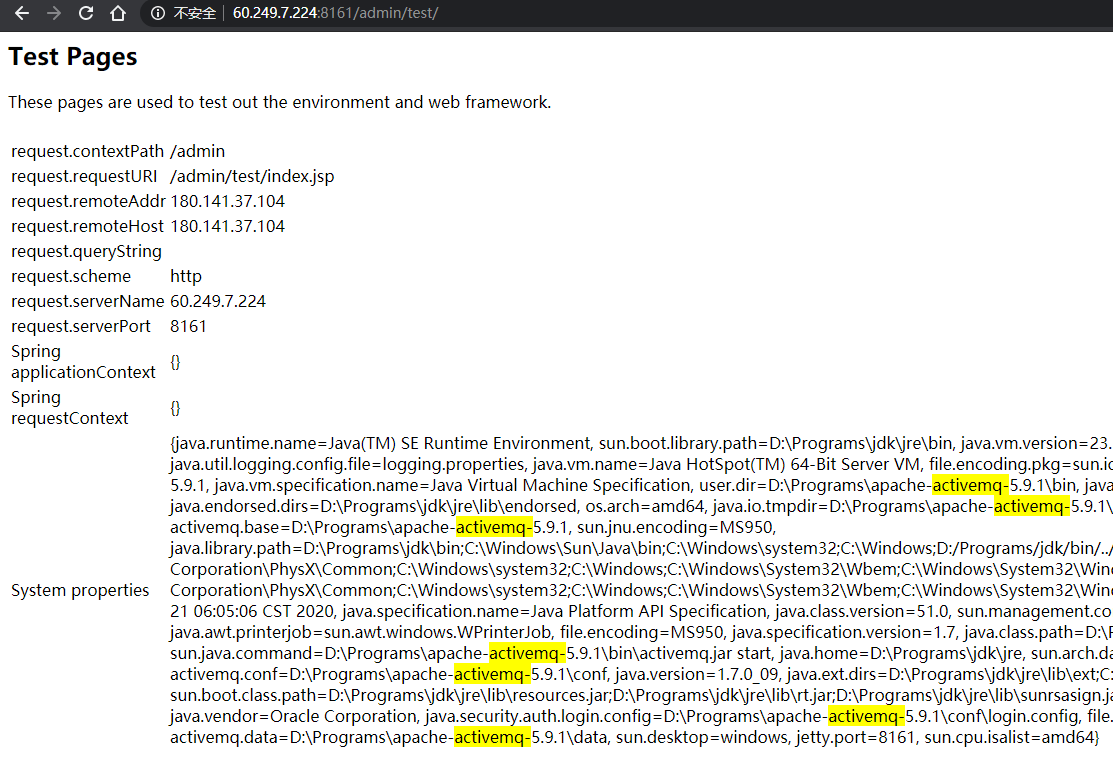 不安全 60.249.7.224:8161/admin/test/
Test Pages
These pages are used to test out the environment and web framework.
request.contextPath /admin
request.requestURI /admin/test/index.jsp
request.remoteAddr 180.141.37.104
request.remoteHost 180.141.37.104
request.queryString
request.scheme http
request.serverName 60.249.7.224
request.serverPort 8161
Spring
applicationContext {}
Spring
requestContext {}
{java.runtime.name=Java(TM) SE Runtime Environment, sun.boot.library.path=D:\Programs\jdk\jre\bin, java.vm.version=23.
java.util.logging.config.file=logging.properties, java.vm.name=Java HotSpot(TM) 64-Bit Server VM, file.encoding.pkg=sun.io
5.9.1, java.vm.specification.name=Java Virtual Machine Specification, user.dir=D:\Programs\apache-activemq-5.9.1\bin, java
java.endorsed.dirs=D:\Programs\jdk\jre\lib\endorsed, os.arch=amd64, java.io.tmpdir=D:\Programs\apache-activemq-5.9.1\
activemq.base=D:\Programs\apache-activemq-5.9.1, sun.jnu.encoding=MS950,
java.library.path=D:\Programs\jdk\bin;C:\Windows\Sun\Java\bin;C:\Windows\system32;C:\Windows;D:/Programs/jdk/bin/../
Corporation\PhysX\Common;C:\Windows\system32;C:\Windows;C:\Windows\System32\Wbem;C:\Windows\System32\Wind
System properties Corporation\PhysX\Common;C:\Windows\system32;C:\Windows;C:\Windows\System32\Wbem;C:\Windows\System32\Wind
21 06:05:06 CST 2020, java.specification.name=Java Platform API Specification, java.class.version=51.0, sun.management.co
java.awt.printerjob=sun.awt.windows.WPrinterJob, file.encoding=MS950, java.specification.version=1.7, java.class.path=D:\P
sun.java.command=D:\Programs\apache-activemq-5.9.1\bin\activemq.jar start, java.home=D:\Programs\jdk\jre, sun.arch.da
activemq.conf=D:\Programs\apache-activemq-5.9.1\conf, java.version=1.7.0_09, java.ext.dirs=D:\Programs\jdk\jre\lib\ext;C:
sun.boot.class.path=D:\Programs\jdk\jre\lib\resources.jar;D:\Programs\jdk\jre\lib\rt.jar;D:\Programs\jdk\jre\lib\sunrsasign.ja
java.vendor=Oracle Corporation, java.security.auth.login.config=D:\Programs\apache-activemq-5.9.1\conf\login.config, file.
activemq.data=D:\Programs\apache-activemq-5.9.1\data, sun.desktop=windows, jetty.port=8161, sun.cpu.isalist=amd64}